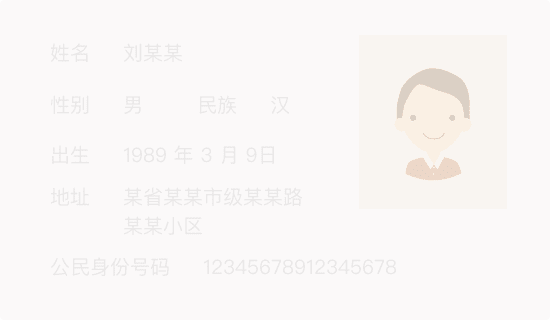 姓名 刘某某
性别 男 民族 汉
出生 1989 年 3 月 9日
地址 某省某某市级某某路
某某小区
公民身份号码 12345678912345678